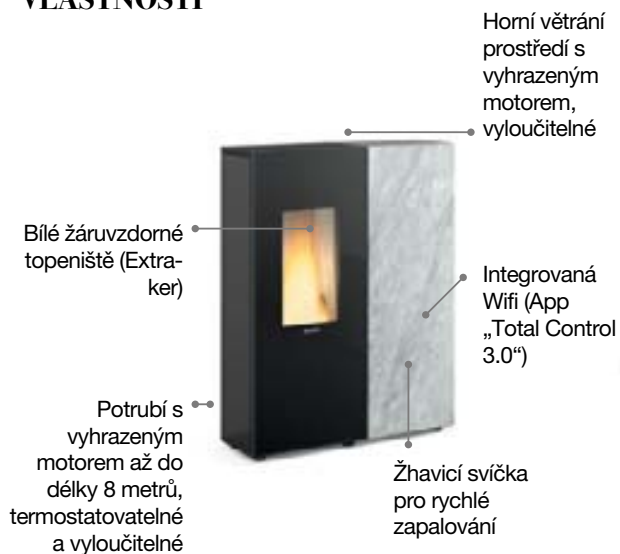 VLASTNOSTI
Horní větrání
prostředí s
vyhrazeným
motorem,
vyloučitelné
Bílé žáruvzdorné
topeniště (Extra-
ker)
Integrovaná
Wifi (App
„Total Control
3.0“)
Potrubí s
vyhrazeným
motorem až do
délky 8 metrů,
termostatovatelné
a vyloučitelné
Žhavicí svíčka
pro rychlé
zapalování